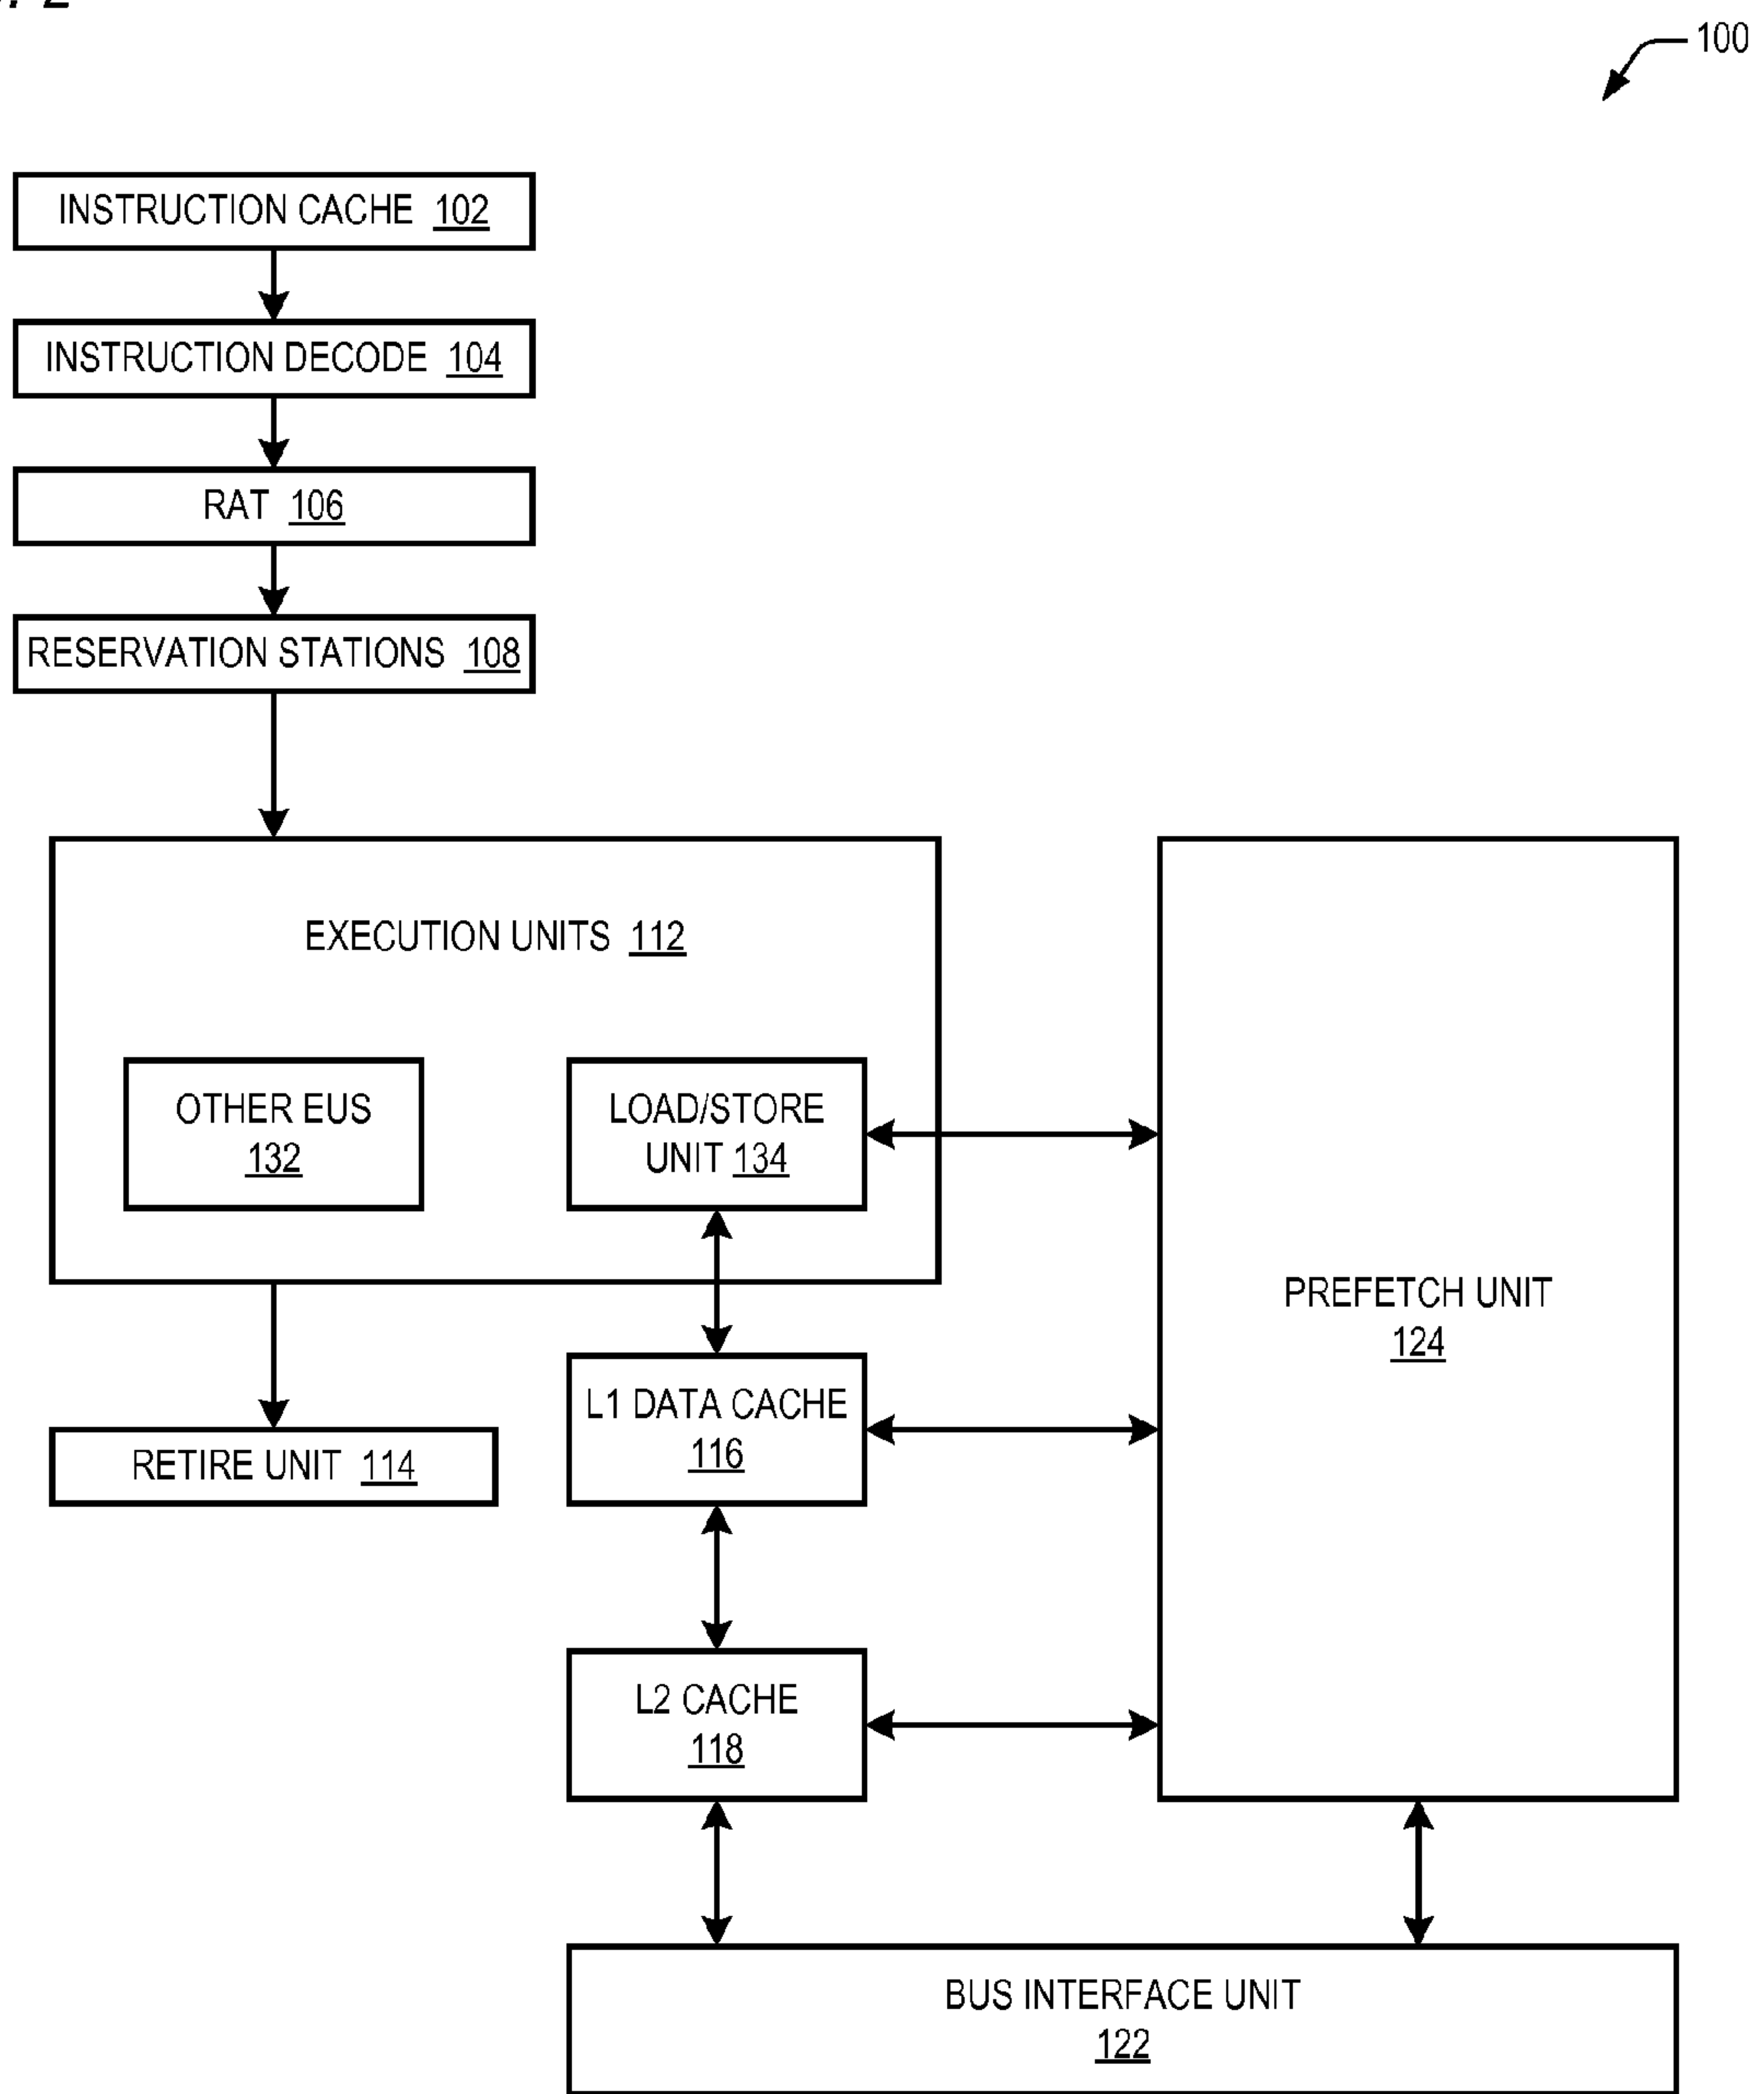 100
INSTRUCTION CACHE 102
INSTRUCTION DECODE 104
RAT 106
RESERVATION STATIONS 108
EXECUTION UNITS 112
OTHER EUS
132
LOAD/STORE
UNIT 134
PREFETCH UNIT
124
L1 DATA CACHE
116
RETIRE UNIT 114
L2 CACHE
118
BUS INTERFACE UNIT
122